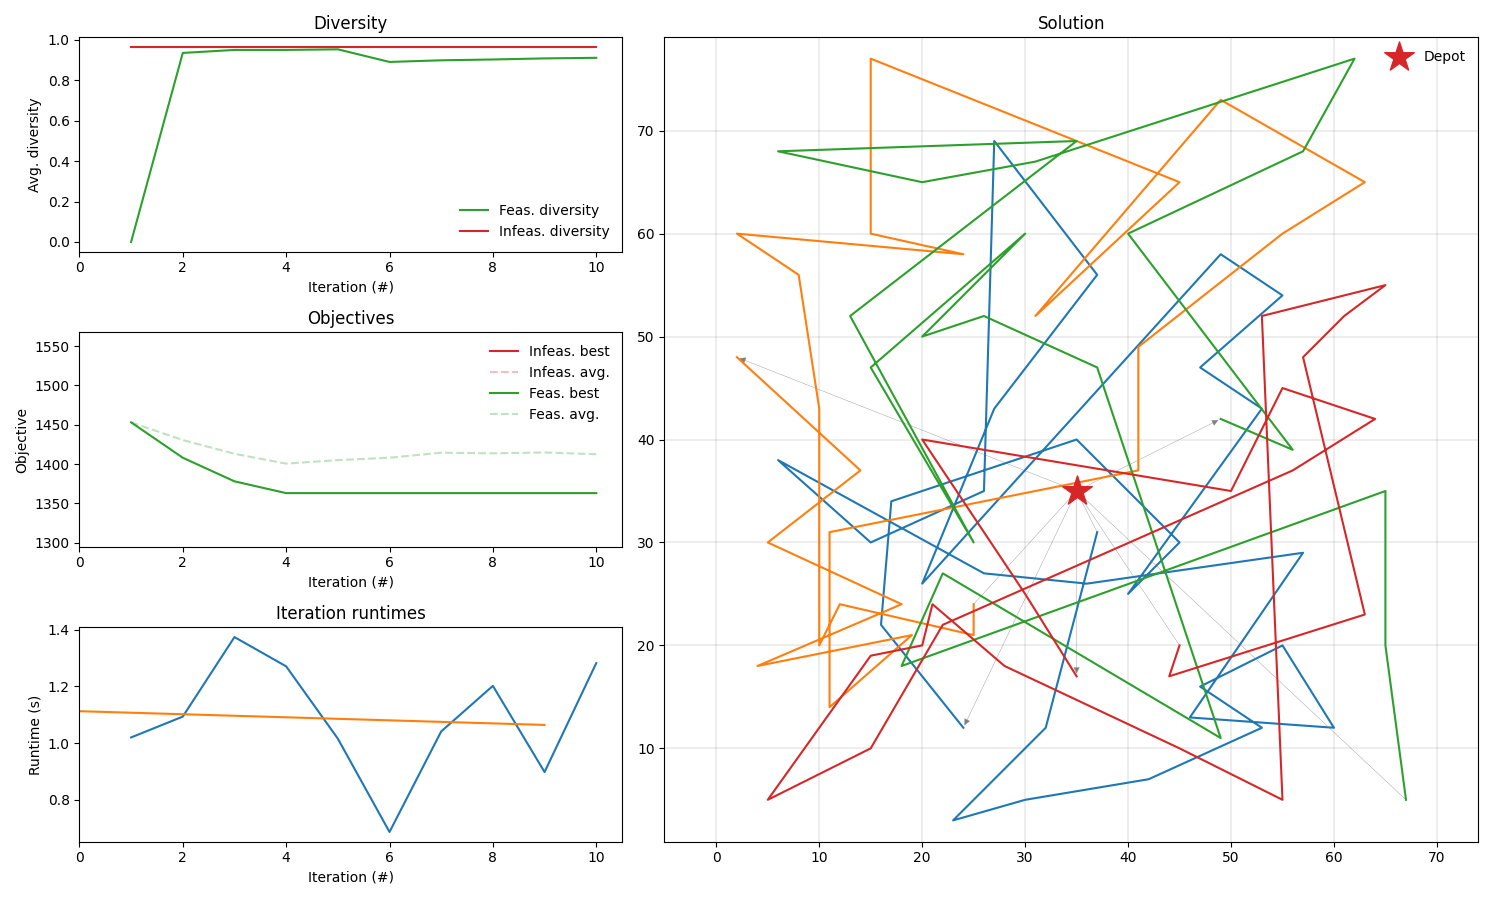 Diversity
Avg. diversity
1.0
0.8
0.6
0.4
0.2
0.0
Feas. diversity
Infeas. diversity
0 2 4 6 8 10
Iteration (#)
Objectives
Objective
1550
1500
1450
1400
1350
1300
Infeas. best
Infeas. avg.
Feas. best
Feas. avg.
0 2 4 6 8 10
Iteration (#)
Iteration runtimes
Runtime (s)
1.4
1.2
1.0
0.8
0 2 4 6 8 10
Iteration (#)
Solution
Depot
70
60
50
40
30
20
10
0 10 20 30 40 50 60 70